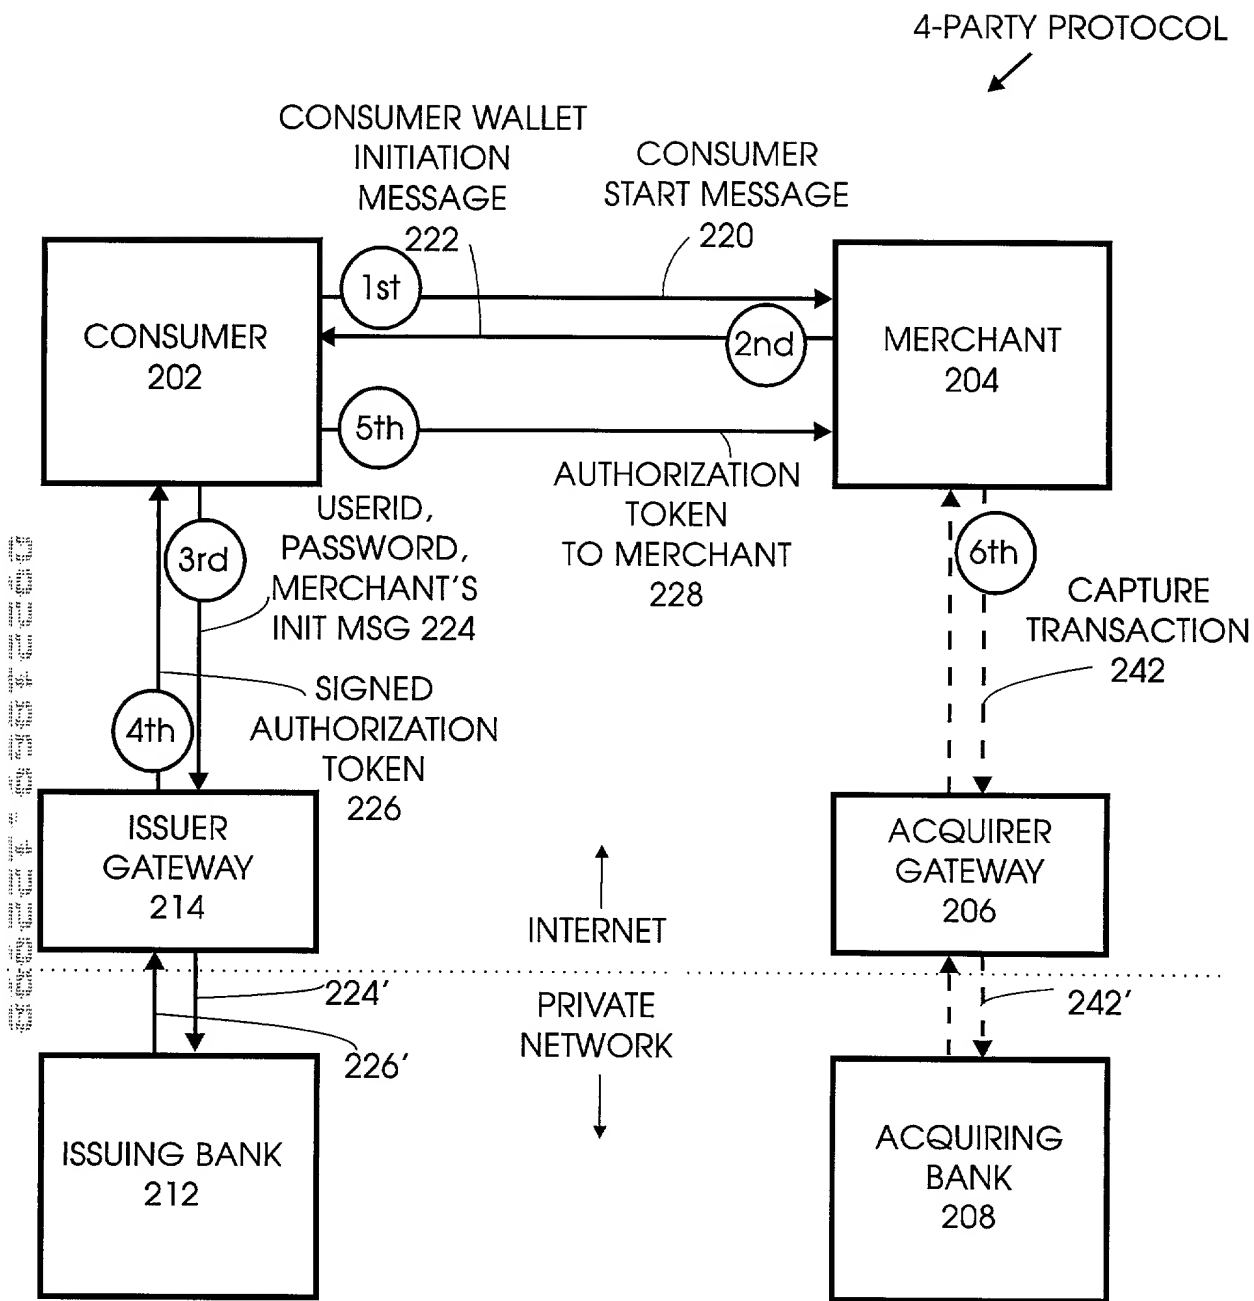 4-PARTY PROTOCOL
CONSUMER WALLET
INITIATION
MESSAGE
222
CONSUMER
START MESSAGE
220
1st
2nd
5th
CONSUMER
202
MERCHANT
204
AUTHORIZATION
TOKEN
TO MERCHANT
228
USERID,
PASSWORD,
MERCHANT'S
INIT MSG 224
3rd
6th
CAPTURE
TRANSACTION
242
SIGNED
AUTHORIZATION
TOKEN
226
4th
ISSUER
GATEWAY
214
ACQUIRER
GATEWAY
206
INTERNET
PRIVATE
NETWORK
224'
226'
242'
ISSUING BANK
212
ACQUIRING
BANK
208